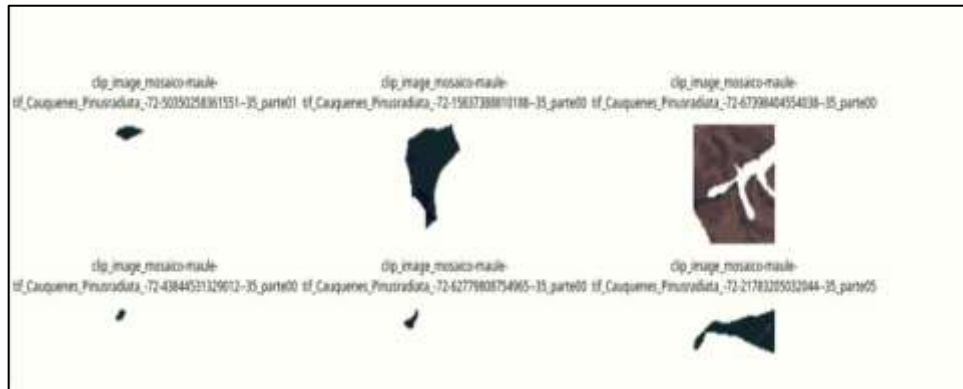 clip_image_mosaico-maule-
tif_Cauquenes_Pinusradiata_-72-50350258361551--35_parte01
clip_image_mosaico-maule-
tif_Cauquenes_Pinusradiata_-72-15837388810188--35_parte00
clip_image_mosaico-maule-
tif_Cauquenes_Pinusradiata_-72-67398404554038--35_parte00
clip_image_mosaico-maule-
tif_Cauquenes_Pinusradiata_-72-43844531329012--35_parte00
clip_image_mosaico-maule-
tif_Cauquenes_Pinusradiata_-72-62779808754965--35_parte00
clip_image_mosaico-maule-
tif_Cauquenes_Pinusradiata_-72-21783205032044--35_parte05